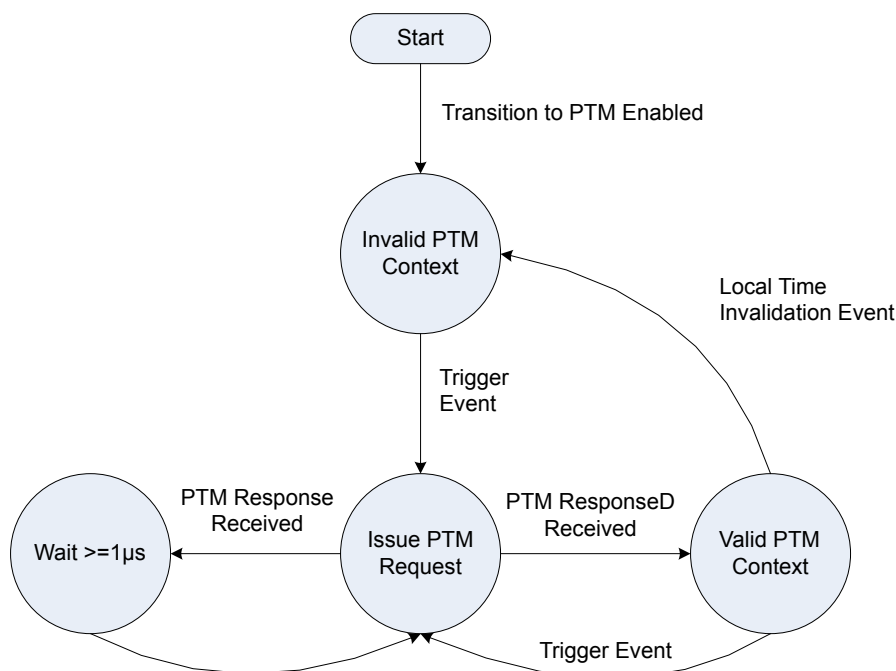 Start
Transition to PTM Enabled
Invalid PTM
Context
Local Time
Invalidation Event
Trigger
Event
PTM Response
Received
PTM ResponseD
Received
Wait >=1µs
Issue PTM
Request
Valid PTM
Context
Trigger Event